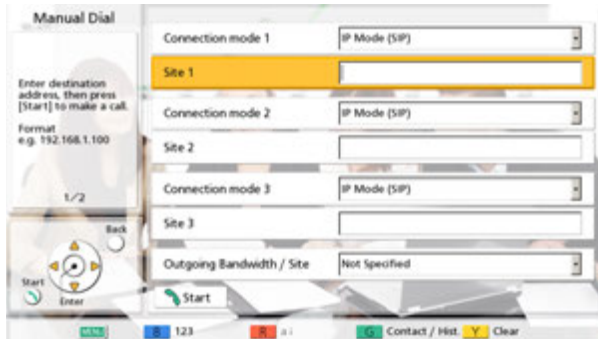 Manual Dial
Enter destination
address, then press
[Start] to make a call.
Format
e.g. 192.168.1.100
1/2
Back
Start
Enter
Connection mode 1
IP Mode (SIP)
Site 1
Connection mode 2
IP Mode (SIP)
Site 2
Connection mode 3
IP Mode (SIP)
Site 3
Outgoing Bandwidth / Site
Not Specified
Start
MENU
B 123
R
G Contact / Hist.
Y Clear